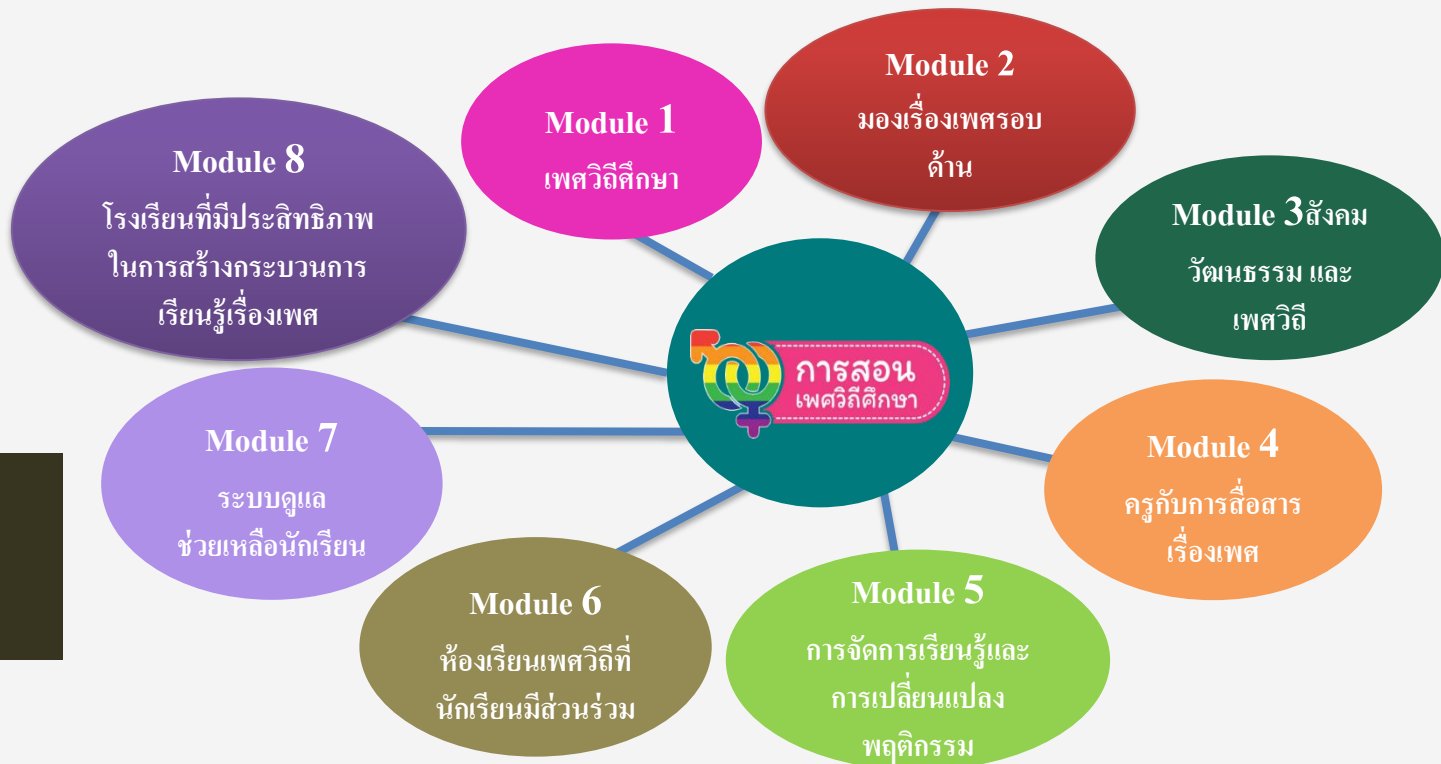 Module 1
เพศวิถีศึกษา
Module 2
มองเรื่องเพศรอบ
ด้าน
Module 3สังคม
วัฒนธรรม และ
เพศวิถี
Module 4
ครูกับการสื่อสาร
เรื่องเพศ
Module 5
การจัดการเรียนรู้และ
การเปลี่ยนแปลง
พฤติกรรม
Module 6
ห้องเรียนเพศวิถีที่
นักเรียนมีส่วนร่วม
Module 7
ระบบดูแล
ช่วยเหลือนักเรียน
Module 8
โรงเรียนที่มีประสิทธิภาพ
ในการสร้างกระบวนการ
เรียนรู้เรื่องเพศ
การสอน
เพศวิถีศึกษา